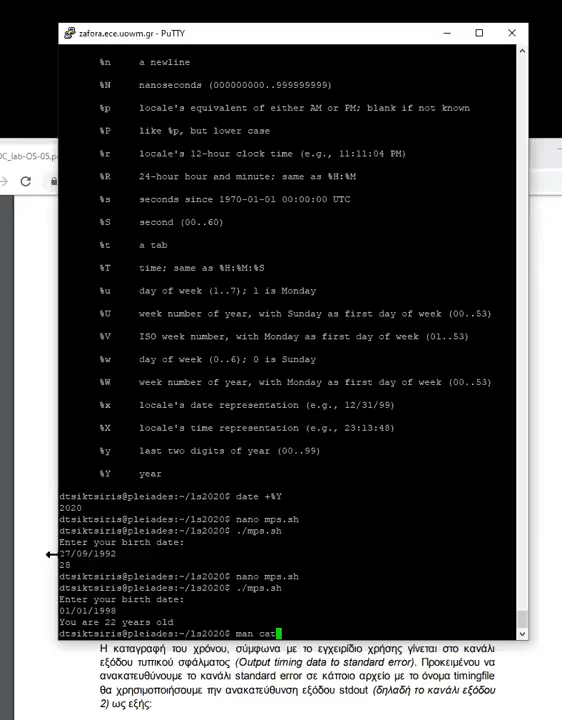 zafora.ece.uowm.gr - PuTTY
%n a newline
%N nanoseconds (000000000..999999999)
%p locale's equivalent of either AM or PM; blank if not known
%P like %p, but lower case
%r locale's 12-hour clock time (e.g., 11:11:04 PM)
%R 24-hour hour and minute; same as %H:%M
%s seconds since 1970-01-01 00:00:00 UTC
%S second (00..60)
%t a tab
%T time; same as %H:%M:%S
%u day of week (1..7); 1 is Monday
%U week number of year, with Sunday as first day of week (00..53)
%V ISO week number, with Monday as first day of week (01..53)
%w day of week (0..6); 0 is Sunday
%W week number of year, with Monday as first day of week (00..53)
%x locale's date representation (e.g., 12/31/99)
%X locale's time representation (e.g., 23:13:48)
%y last two digits of year (00..99)
%Y year
dtsiktsiris@pleiades:~/ls2020$ date +%Y
2020
dtsiktsiris@pleiades:~/ls2020$ nano mps.sh
dtsiktsiris@pleiades:~/ls2020$ ./mps.sh
Enter your birth date:
27/09/1992
28
dtsiktsiris@pleiades:~/ls2020$ nano mps.sh
dtsiktsiris@pleiades:~/ls2020$ ./mps.sh
Enter your birth date:
01/01/1998
You are 22 years old
dtsiktsiris@pleiades:~/ls2020$ man cat
DC_lab-OS-05.p
Η καταγραφή του χρόνου, σύμφωνα με το εγχειρίδιο χρήσης γίνεται στο κανάλι
εξόδου τυπικού σφάλματος (Output timing data to standard error). Προκειμένου να
ανακατευθύνουμε το κανάλι standard error σε κάποιο αρχείο με το όνομα timingfile
θα χρησιμοποιήσουμε την ανακατεύθυνση εξόδου stdout (δηλαδή το κανάλι εξόδου
2) ως εξής: